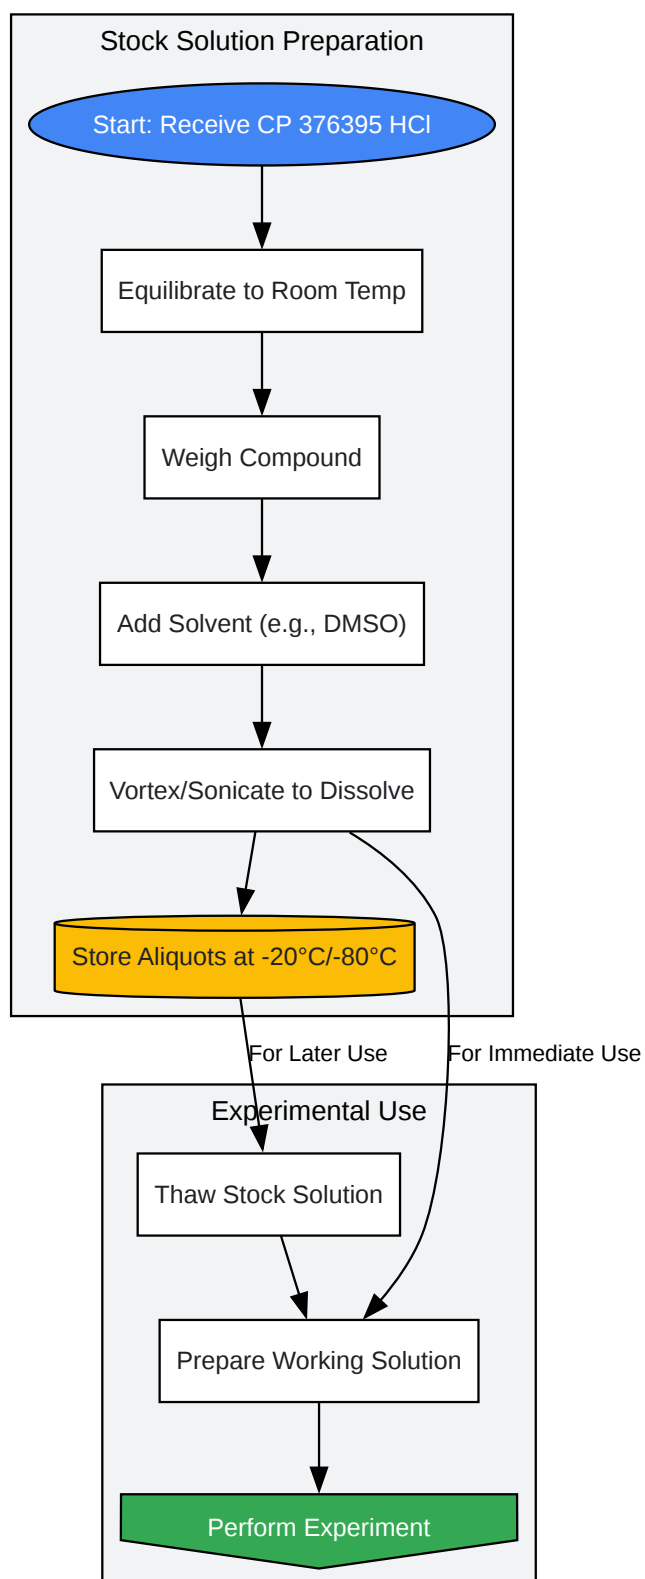 Stock Solution Preparation
Start: Receive CP 376395 HCl
Equilibrate to Room Temp
Weigh Compound
Add Solvent (e.g., DMSO)
Vortex/Sonicate to Dissolve
Store Aliquots at -20°C/-80°C
For Later Use
For Immediate Use
Experimental Use
Thaw Stock Solution
Prepare Working Solution
Perform Experiment